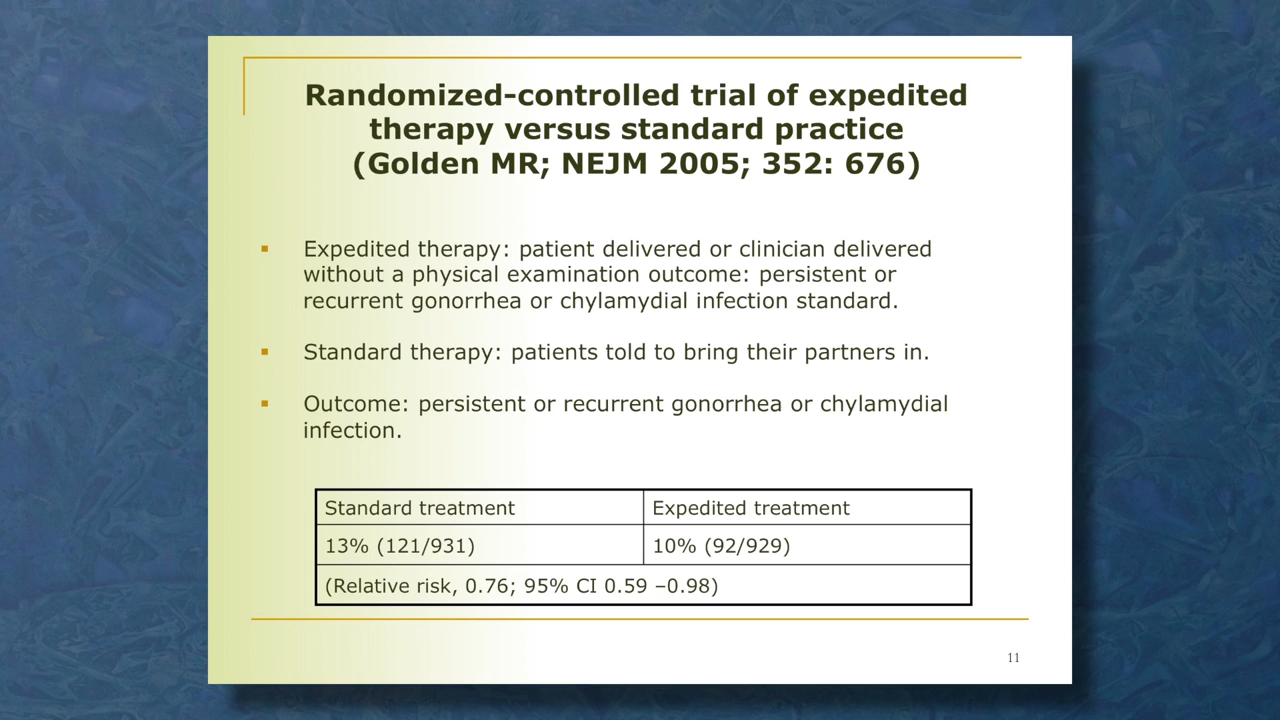 Randomized-controlled trial of expedited
therapy versus standard practice
(Golden MR; NEJM 2005; 352: 676)
▪ Expedited therapy: patient delivered or clinician delivered
without a physical examination outcome: persistent or
recurrent gonorrhea or chylamydial infection standard.
▪ Standard therapy: patients told to bring their partners in.
▪ Outcome: persistent or recurrent gonorrhea or chylamydial
infection.
Standard treatment Expedited treatment
13% (121/931) 10% (92/929)
(Relative risk, 0.76; 95% CI 0.59 –0.98)
11